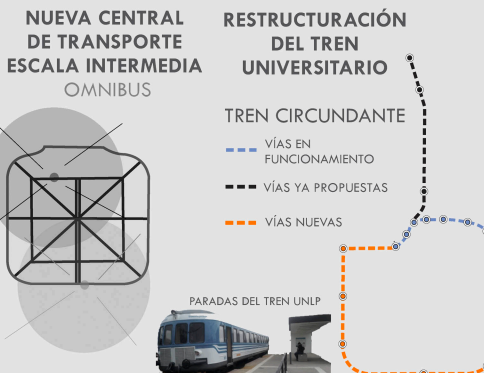 NUEVA CENTRAL
DE TRANSPORTE
ESCALA INTERMEDIA
OMNIBUS
RESTRUCTURACIÓN
DEL TREN
UNIVERSITARIO
TREN CIRCUNDANTE
VÍAS EN
FUNCIONAMIENTO
VÍAS YA PROPUESTAS
VÍAS NUEVAS
PARADAS DEL TREN UNLP